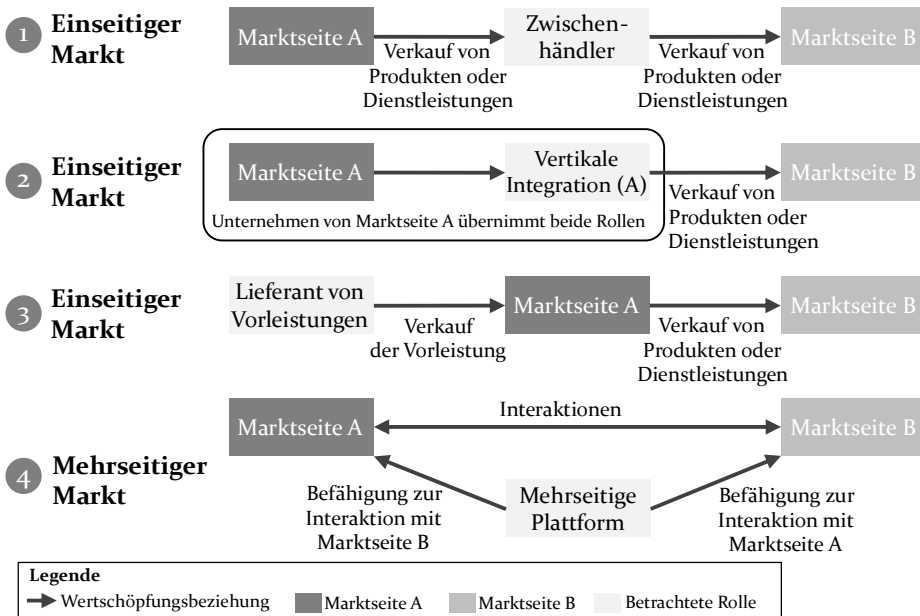 1 Einseitiger
Markt
Marktseite A
Verkauf von
Produkten oder
Dienstleistungen
Zwischen-
händler
Verkauf von
Produkten oder
Dienstleistungen
Marktseite B
2 Einseitiger
Markt
Marktseite A
Vertikale
Integration (A)
Unternehmen von Marktseite A übernimmt beide Rollen
Verkauf von
Produkten oder
Dienstleistungen
Marktseite B
3 Einseitiger
Markt
Lieferant von
Vorleistungen
Verkauf
der Vorleistung
Marktseite A
Verkauf von
Produkten oder
Dienstleistungen
Marktseite B
4 Mehrseitiger
Markt
Marktseite A
Interaktionen
Marktseite B
Befähigung zur
Interaktion mit
Marktseite B
Mehrseitige
Plattform
Befähigung zur
Interaktion mit
Marktseite A
Legende
Wertschöpfungsbeziehung
Marktseite A
Marktseite B
Betrachtete Rolle